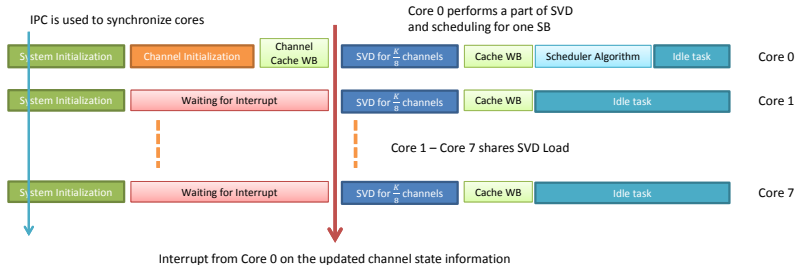 IPC is used to synchronize cores
Core 0 performs a part of SVD
and scheduling for one SB
System Initialization
Channel Initialization
Channel
Cache WB
SVD for K/8 channels
Cache WB
Scheduler Algorithm
Idle task
Core 0
System Initialization
Waiting for Interrupt
SVD for K/8 channels
Cache WB
Idle task
Core 1
Core 1 – Core 7 shares SVD Load
System Initialization
Waiting for Interrupt
SVD for K/8 channels
Cache WB
Idle task
Core 7
Interrupt from Core 0 on the updated channel state information